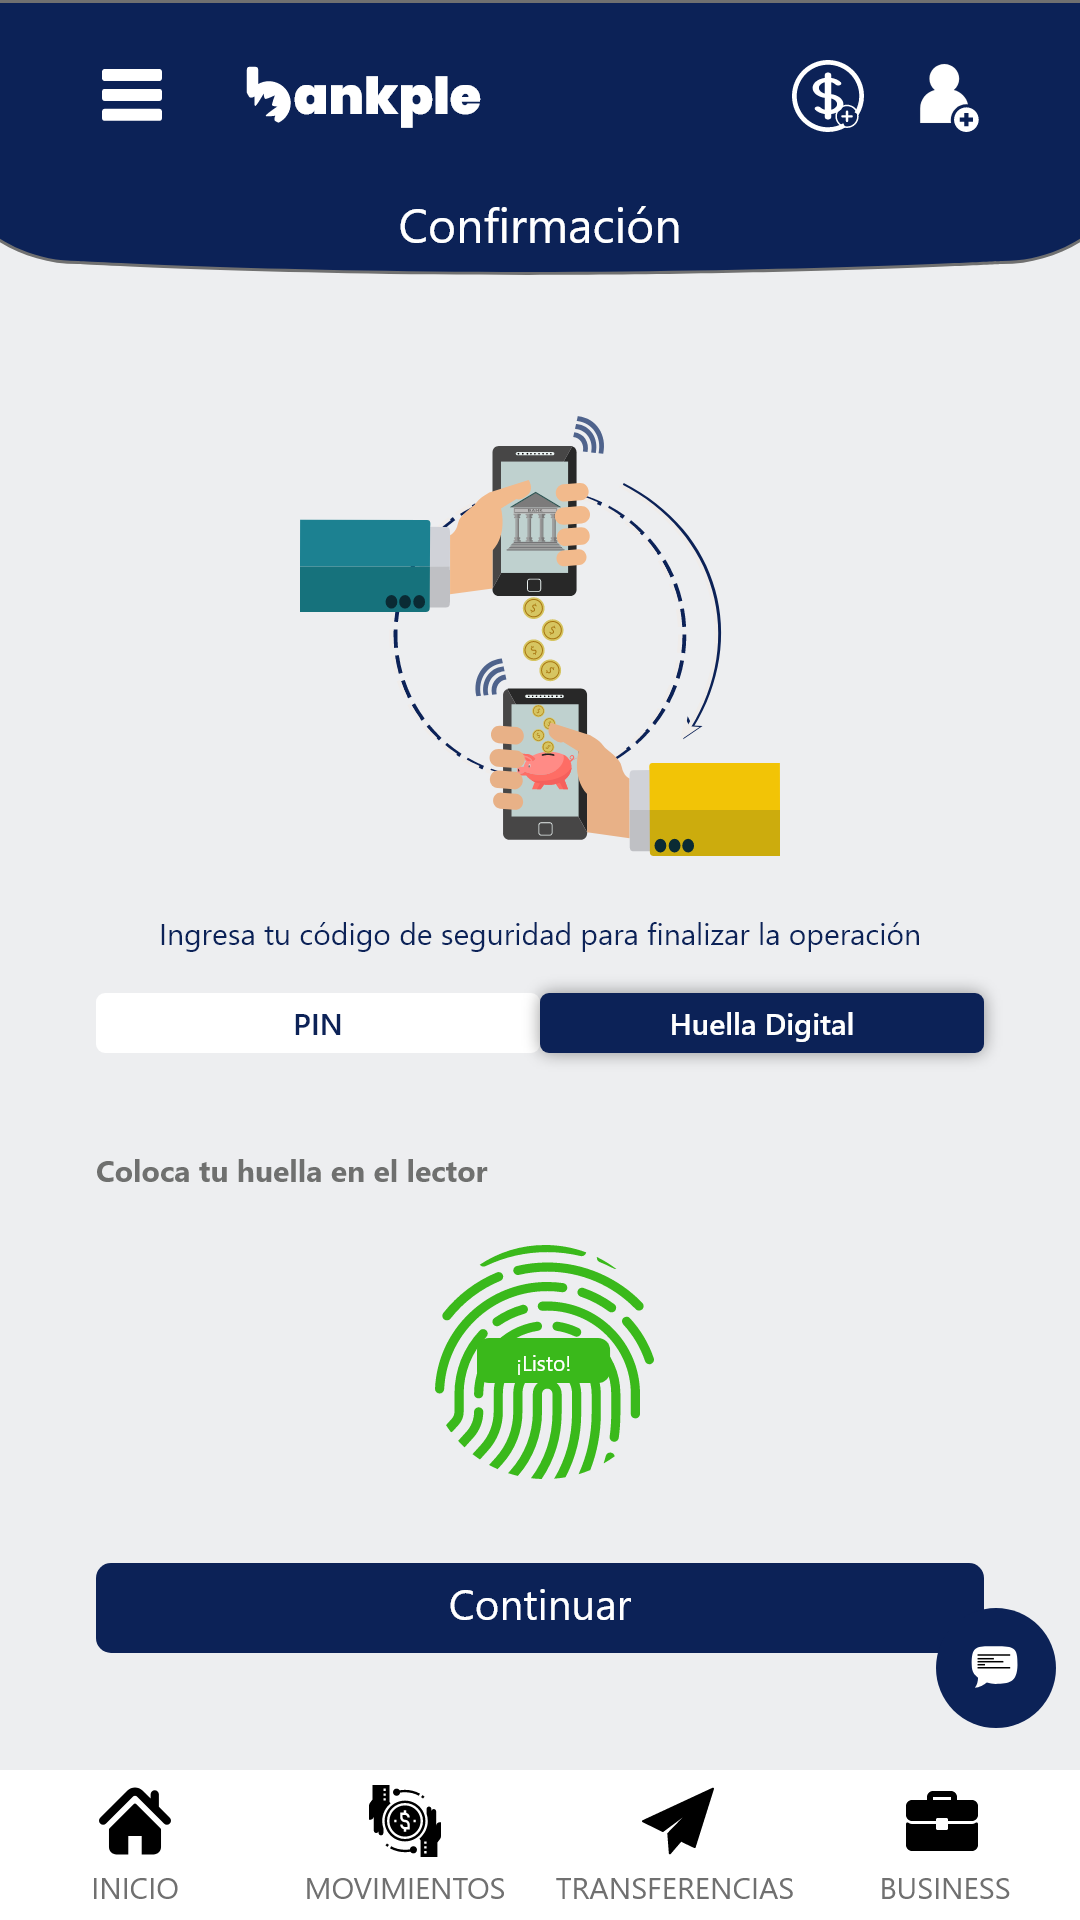 bankple
Confirmación
Ingresa tu código de seguridad para finalizar la operación
PIN
Huella Digital
Coloca tu huella en el lector
¡Listo!
Continuar
INICIO
MOVIMIENTOS
TRANSFERENCIAS
BUSINESS